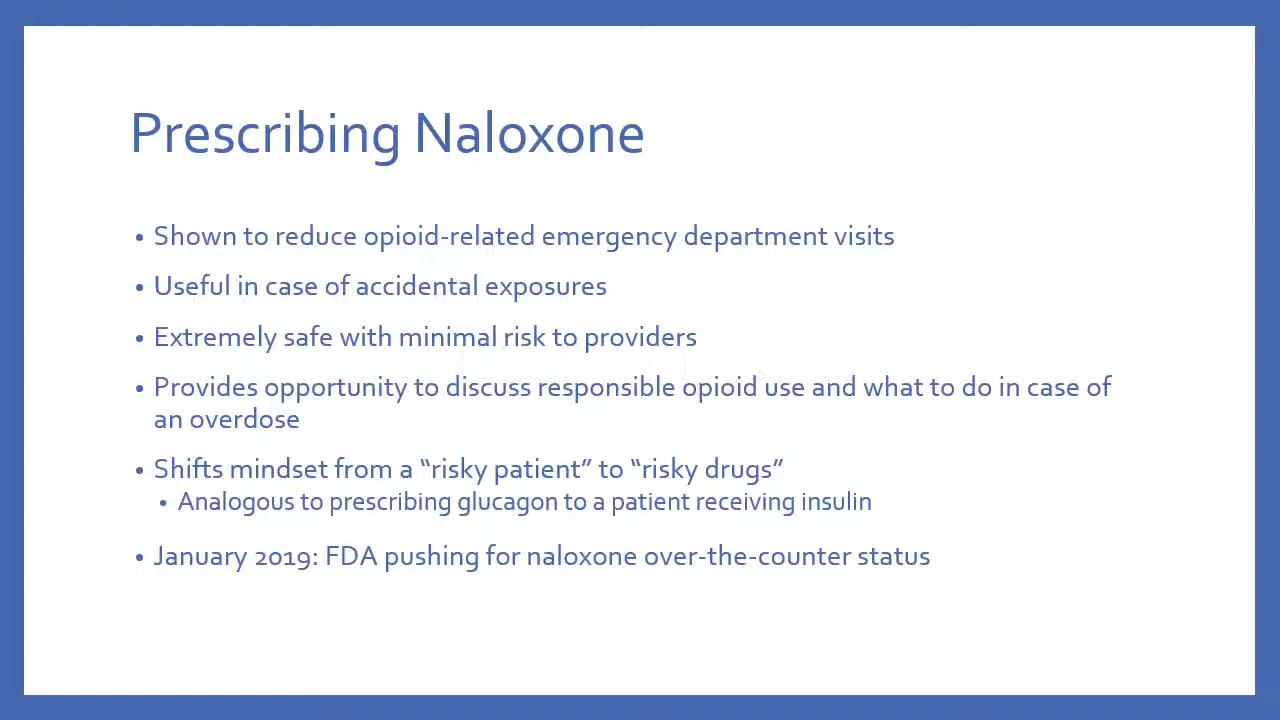 Prescribing Naloxone
• Shown to reduce opioid-related emergency department visits
• Useful in case of accidental exposures
• Extremely safe with minimal risk to providers
• Provides opportunity to discuss responsible opioid use and what to do in case of
an overdose
• Shifts mindset from a “risky patient” to “risky drugs”
• Analogous to prescribing glucagon to a patient receiving insulin
• January 2019: FDA pushing for naloxone over-the-counter status